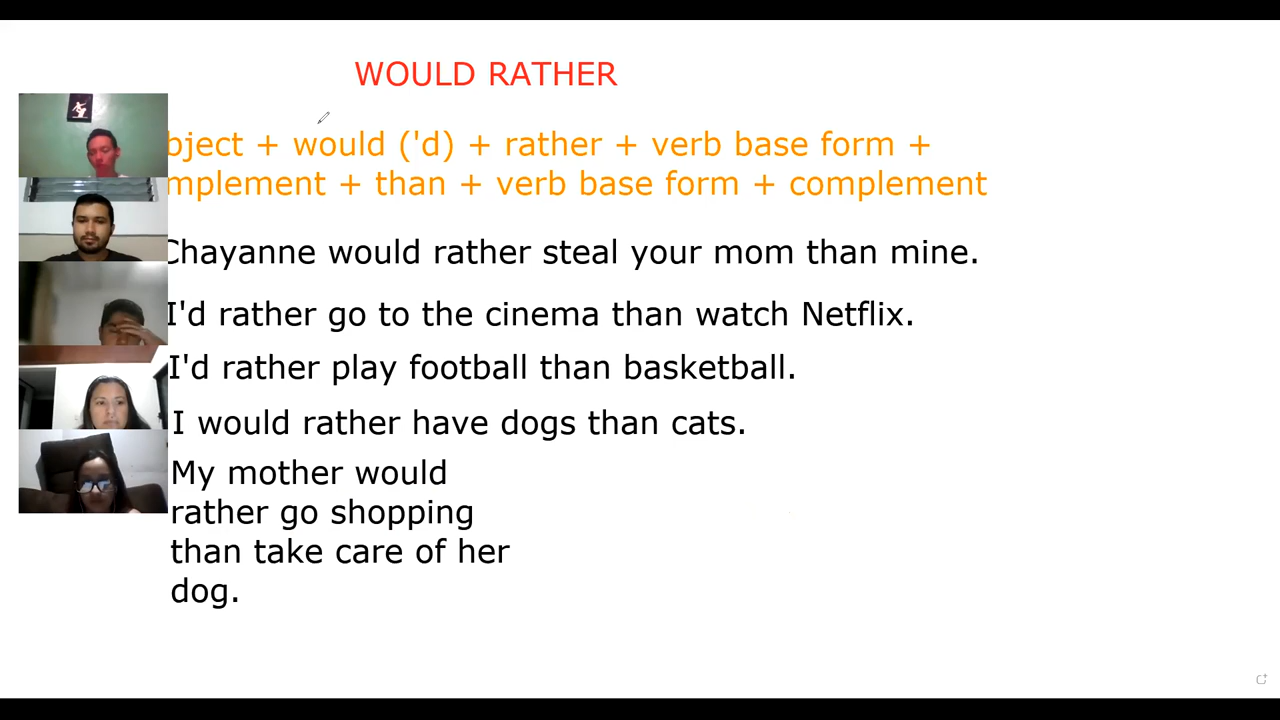 WOULD RATHER
bject + would ('d) + rather + verb base form +
mplement + than + verb base form + complement
Chayanne would rather steal your mom than mine.
I'd rather go to the cinema than watch Netflix.
I'd rather play football than basketball.
I would rather have dogs than cats.
My mother would
rather go shopping
than take care of her
dog.